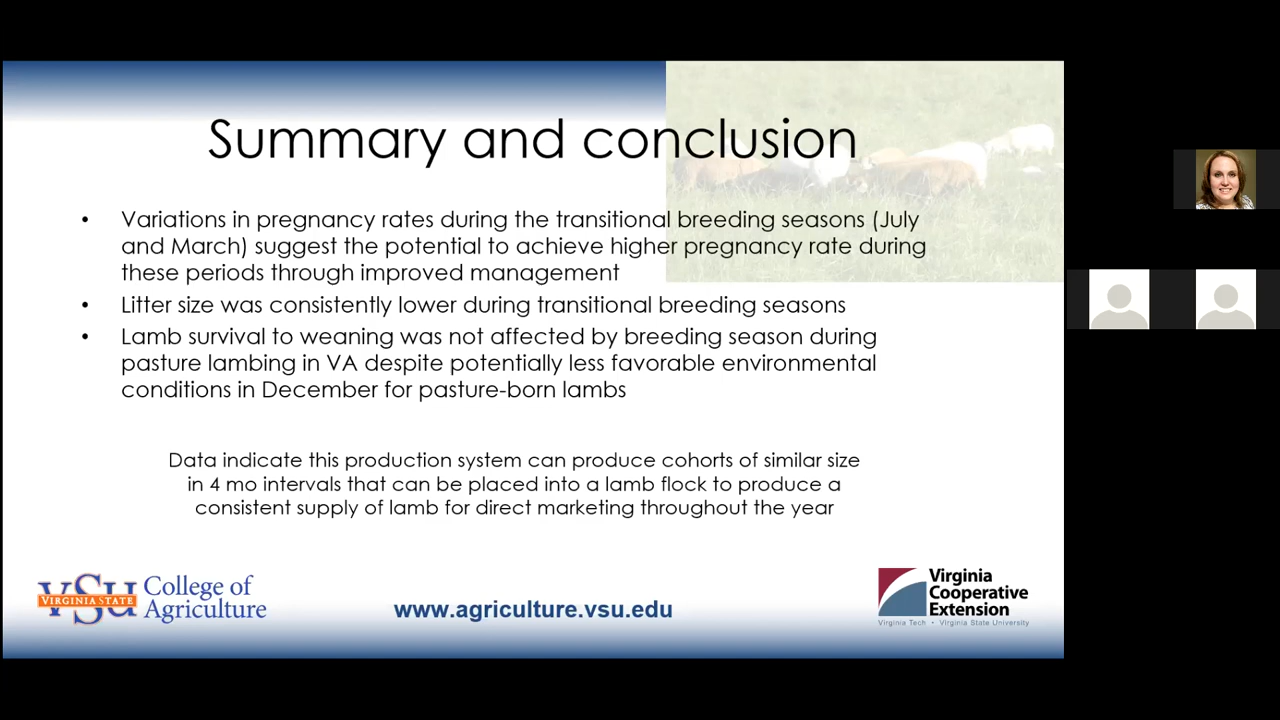 Summary and conclusion
• Variations in pregnancy rates during the transitional breeding seasons (July
and March) suggest the potential to achieve higher pregnancy rate during
these periods through improved management
• Litter size was consistently lower during transitional breeding seasons
• Lamb survival to weaning was not affected by breeding season during
pasture lambing in VA despite potentially less favorable environmental
conditions in December for pasture-born lambs
Data indicate this production system can produce cohorts of similar size
in 4 mo intervals that can be placed into a lamb flock to produce a
consistent supply of lamb for direct marketing throughout the year
VSU
VIRGINIA STATE
College of
Agriculture
www.agriculture.vsu.edu
Virginia
Cooperative
Extension
Virginia Tech • Virginia State University